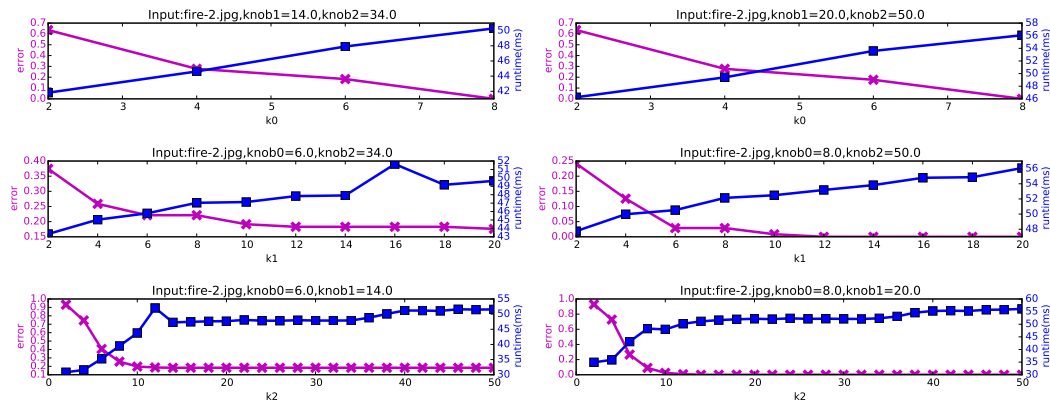 Input:fire-2.jpg,knob1=14.0,knob2=34.0
0.7
0.6
0.5
0.4
0.3
0.2
0.1
0.0
error
50
48
46
44
42
runtime(ms)
2 3 4 5 6 7 8
k0
Input:fire-2.jpg,knob1=20.0,knob2=50.0
0.7
0.6
0.5
0.4
0.3
0.2
0.1
0.0
error
58
56
54
52
50
48
46
runtime(ms)
2 3 4 5 6 7 8
k0
Input:fire-2.jpg,knob0=6.0,knob2=34.0
0.40
0.35
0.30
0.25
0.20
0.15
error
52
51
50
49
48
47
46
45
44
43
runtime(ms)
2 4 6 8 10 12 14 16 18 20
k1
Input:fire-2.jpg,knob0=8.0,knob2=50.0
0.25
0.20
0.15
0.10
0.05
0.00
error
56
54
52
50
48
runtime(ms)
2 4 6 8 10 12 14 16 18 20
k1
Input:fire-2.jpg,knob0=6.0,knob1=14.0
1.0
0.9
0.8
0.7
0.6
0.5
0.4
0.3
0.2
0.1
error
55
50
45
40
35
30
runtime(ms)
0 10 20 30 40 50
k2
Input:fire-2.jpg,knob0=8.0,knob1=20.0
1.0
0.8
0.6
0.4
0.2
0.0
error
60
55
50
45
40
35
30
runtime(ms)
0 10 20 30 40 50
k2